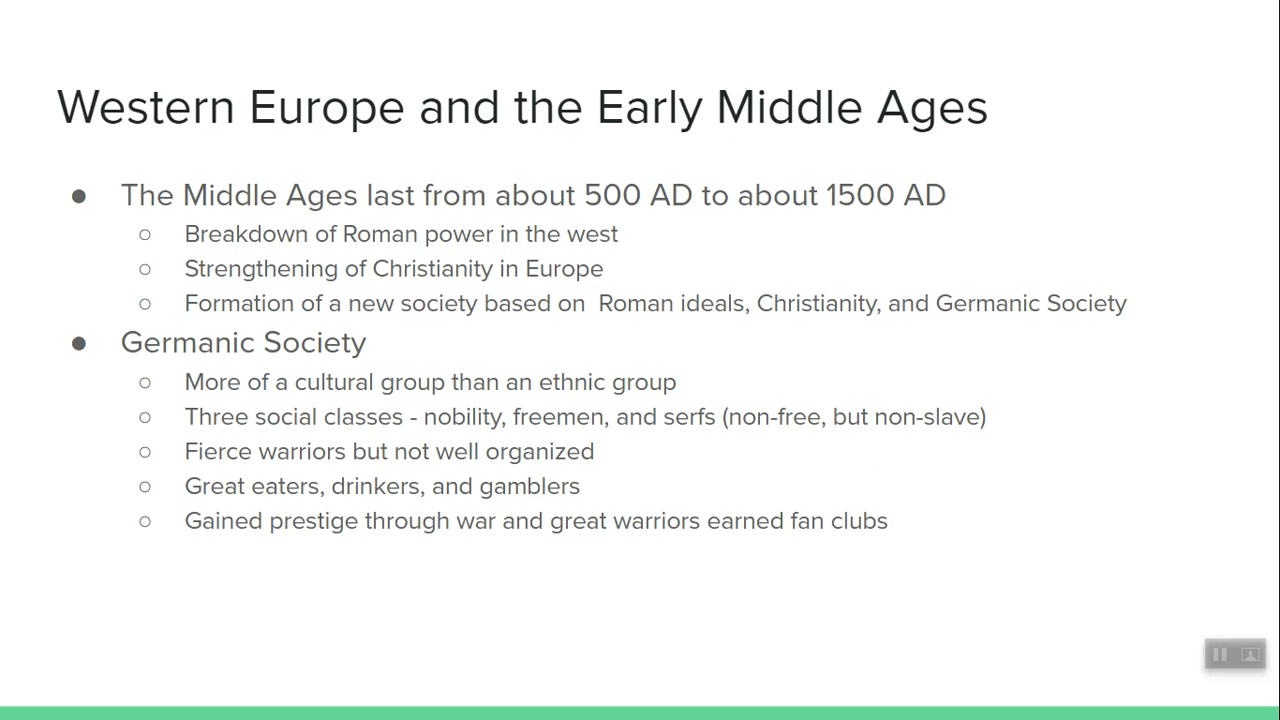 Western Europe and the Early Middle Ages
● The Middle Ages last from about 500 AD to about 1500 AD
○ Breakdown of Roman power in the west
○ Strengthening of Christianity in Europe
○ Formation of a new society based on  Roman ideals, Christianity, and Germanic Society
● Germanic Society
○ More of a cultural group than an ethnic group
○ Three social classes - nobility, freemen, and serfs (non-free, but non-slave)
○ Fierce warriors but not well organized
○ Great eaters, drinkers, and gamblers
○ Gained prestige through war and great warriors earned fan clubs